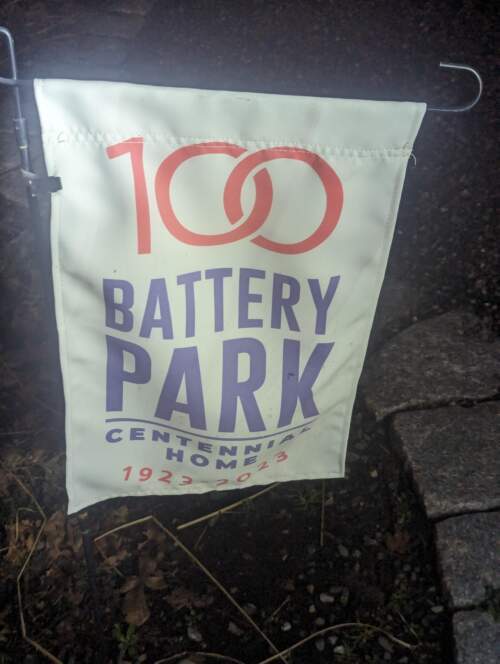 100
BATTERY
PARK
CENTENNIAL
HOME
1923-2023